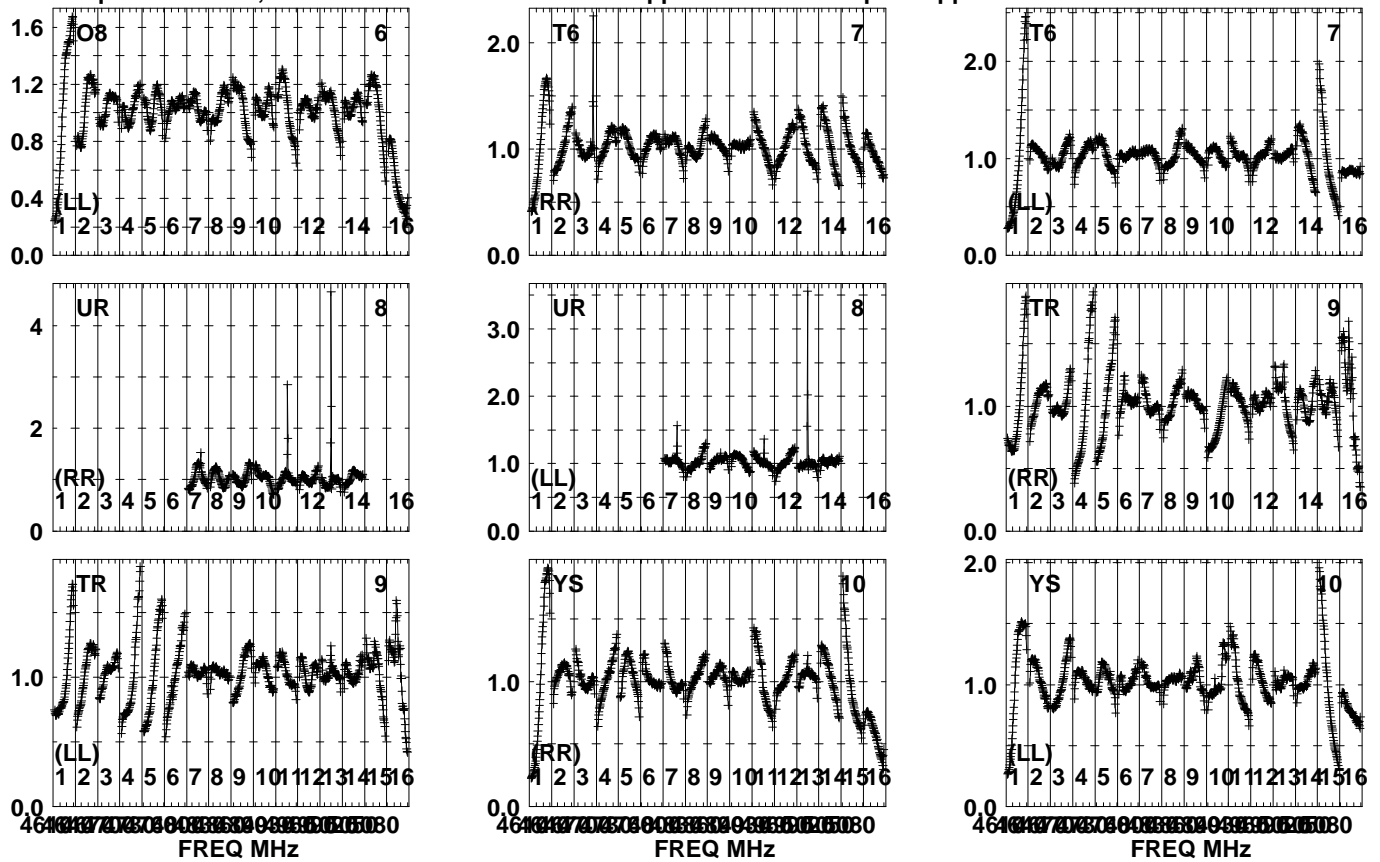 1.6 O8 6
1.2
0.8
0.4 (LL)
1 2 3 4 5 6 7 8 9 10 12 14 16
0.0
2.0 T6 7
1.0
(RR)
1 2 3 4 5 6 7 8 9 10 12 14 16
0.0
T6 7
2.0
1.0
(LL)
1 2 3 4 5 6 7 8 9 10 12 14 16
0.0
UR 8
4
2
(RR)
1 2 3 4 5 6 7 8 9 10 12 14 16
0
UR 8
3.0
2.0
1.0
(LL)
1 2 3 4 5 6 7 8 9 10 12 14 16
0.0
TR 9
1.0
(RR)
1 2 3 4 5 6 7 8 9 10 12 14 16
0.0
TR 9
1.0
(LL)
1 2 3 4 5 6 7 8 9 10 11 12 13 14 15 16
0.0
FREQ MHz
YS 10
1.0
(RR)
1 2 3 4 5 6 7 8 9 10 11 12 13 14 15 16
0.0
FREQ MHz
2.0 YS 10
1.0
(LL)
1 2 3 4 5 6 7 8 9 10 11 12 13 14 15 16
0.0
FREQ MHz